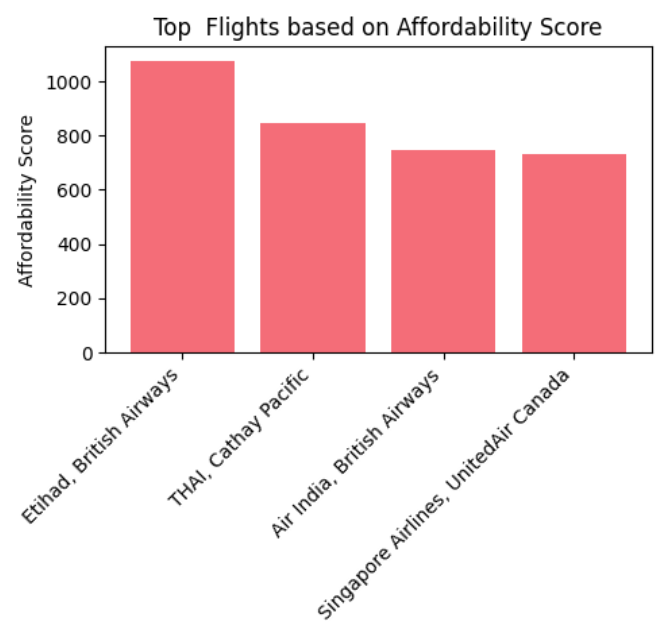 Top  Flights based on Affordability Score
Affordability Score
1000
800
600
400
200
0
Etihad, British Airways
THAI, Cathay Pacific
Air India, British Airways
Singapore Airlines, UnitedAir Canada